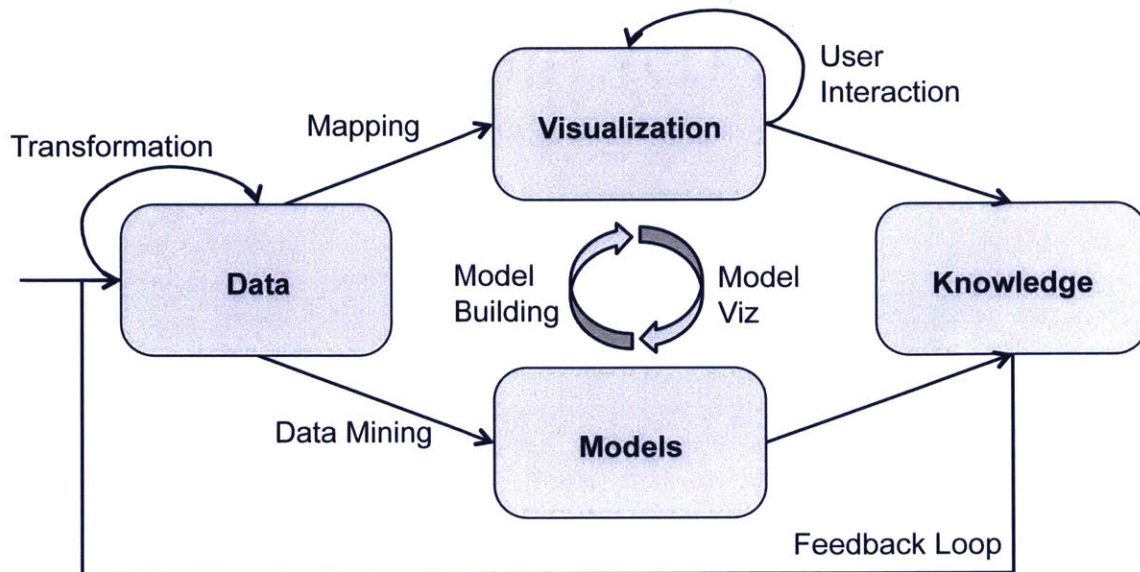 User
Interaction
Visualization
Mapping
Transformation
Data
Model
Building
Model
Viz
Knowledge
Data Mining
Models
Feedback Loop